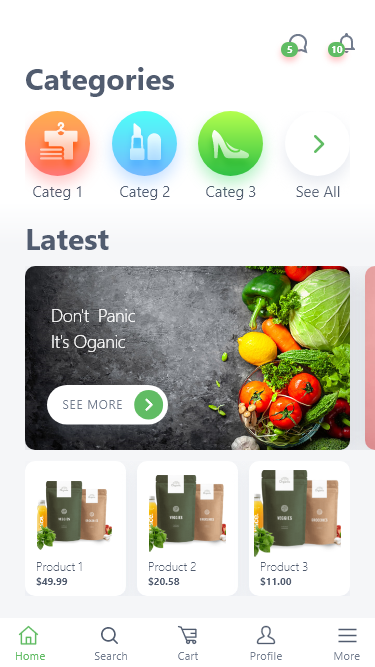 5
10
Categories
Categ 1
Categ 2
Categ 3
See All
Latest
Don't Panic
It's Oganic
SEE MORE
Product 1
$49.99
Product 2
$20.58
Product 3
$11.00
Home
Search
Cart
Profile
More